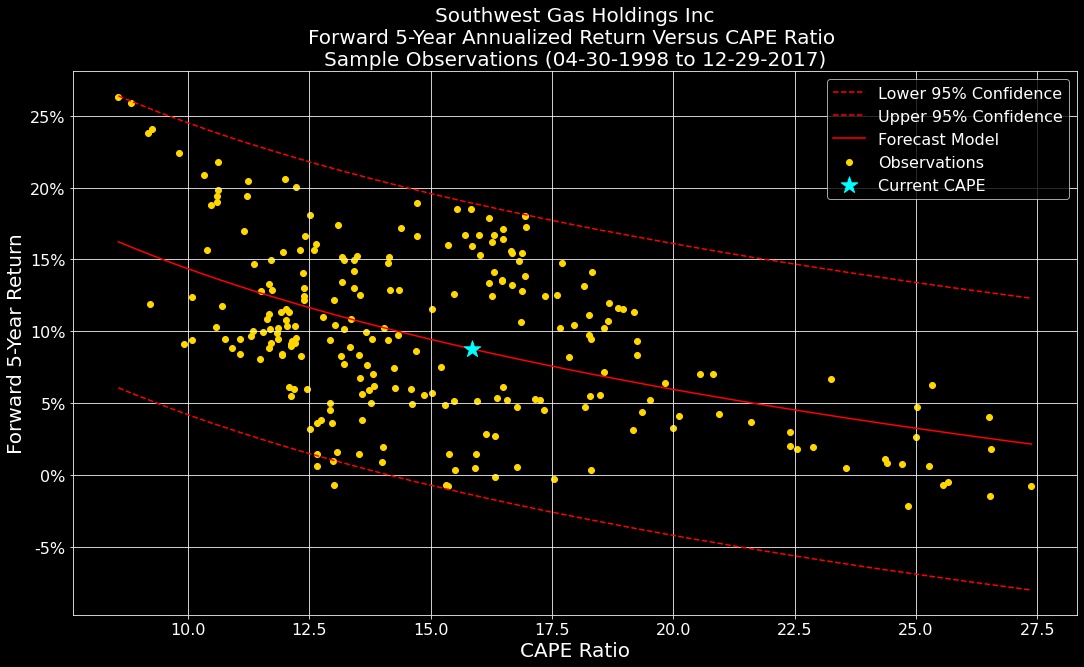 Southwest Gas Holdings Inc
Forward 5-Year Annualized Return Versus CAPE Ratio
Sample Observations (04-30-1998 to 12-29-2017)
Lower 95% Confidence
Upper 95% Confidence
Forecast Model
Observations
Current CAPE
Forward 5-Year Return
25%
20%
15%
10%
5%
0%
-5%
10.0 12.5 15.0 17.5 20.0 22.5 25.0 27.5
CAPE Ratio